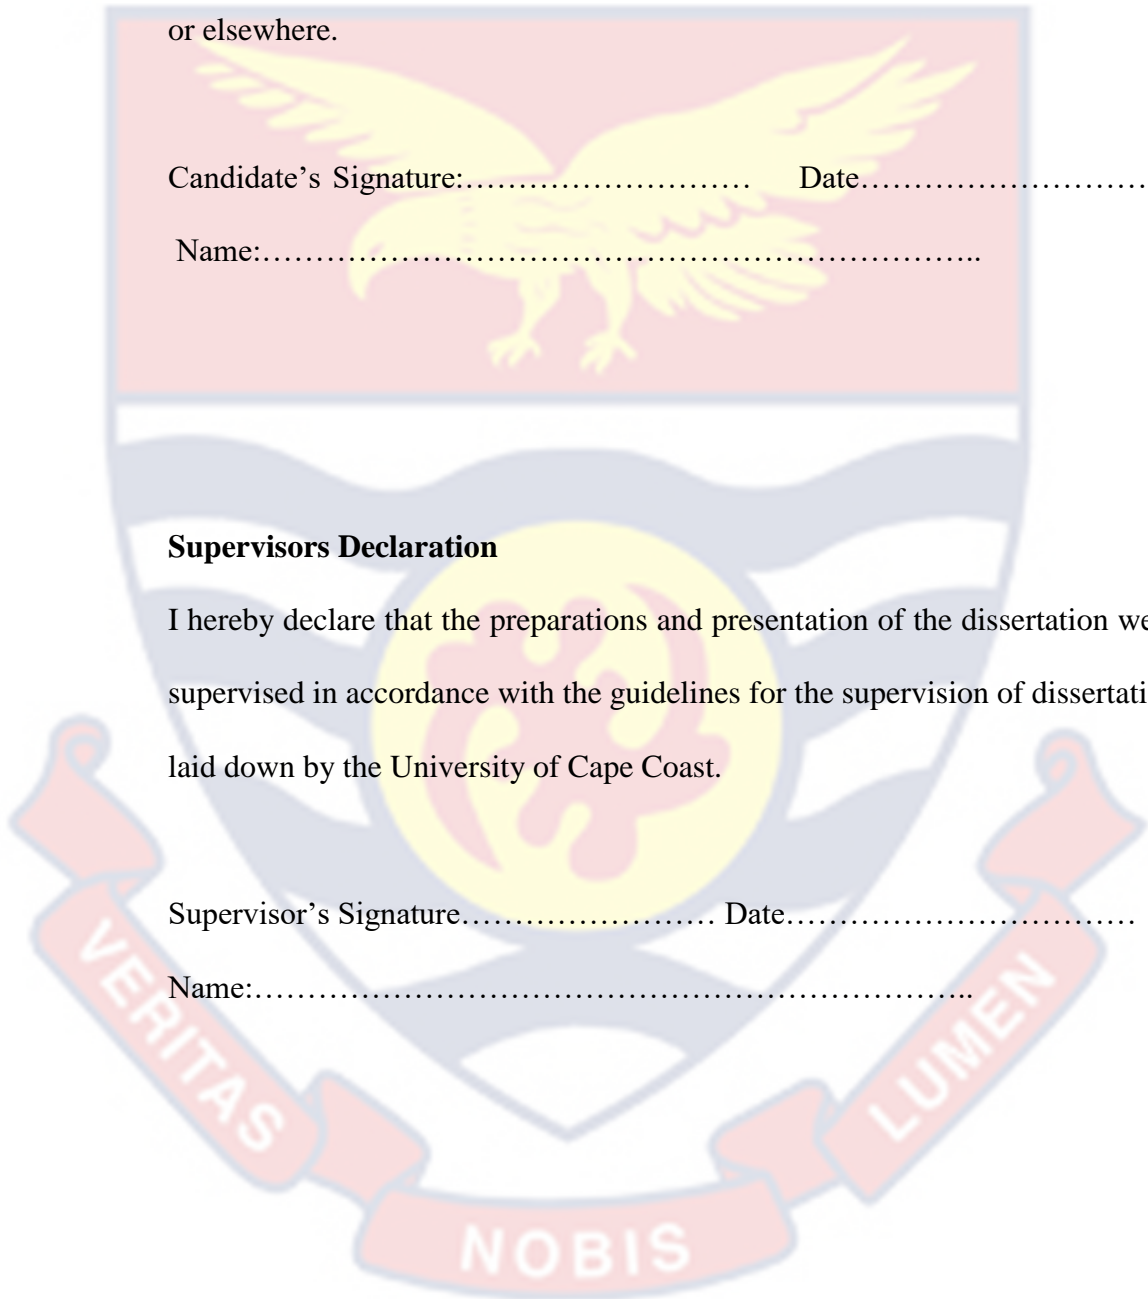 or elsewhere.
Candidate’s Signature:……………………… Date………………………
Name:…………………………………………………………..
Supervisors Declaration
I hereby declare that the preparations and presentation of the dissertation we
supervised in accordance with the guidelines for the supervision of dissertati
laid down by the University of Cape Coast.
Supervisor’s Signature…………………… Date……………………………
Name:…………………………………………………………..
VERITAS
NOBIS
LUMEN